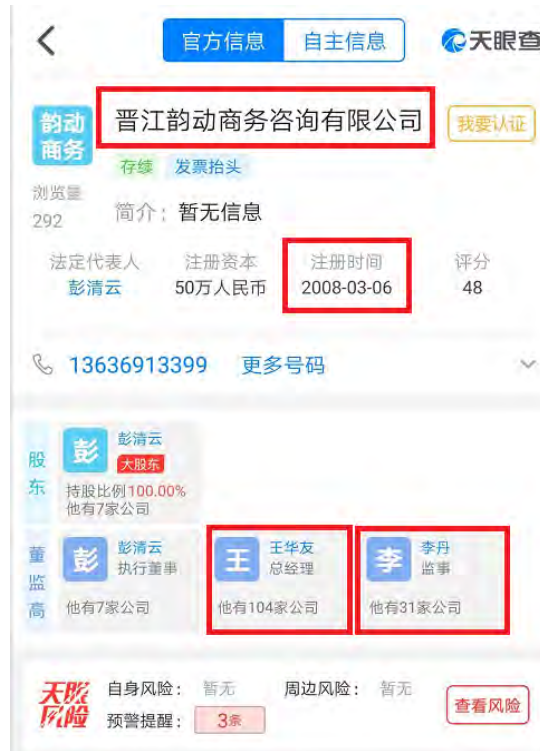 官方信息 自主信息 天眼查
韵动
商务
晋江韵动商务咨询有限公司
我要认证
存续 发票抬头
浏览量
292
简介：暂无信息
法定代表人 注册资本 注册时间 评分
彭清云 50万人民币 2008-03-06 48
13636913399 更多号码
股东
彭 彭清云
大股东
持股比例100.00%
他有7家公司
董监高
彭 彭清云
执行董事
他有7家公司
王 王华友
总经理
他有104家公司
李 李丹
监事
他有31家公司
天眼
风险
自身风险： 暂无 周边风险： 暂无
预警提醒： 3条
查看风险